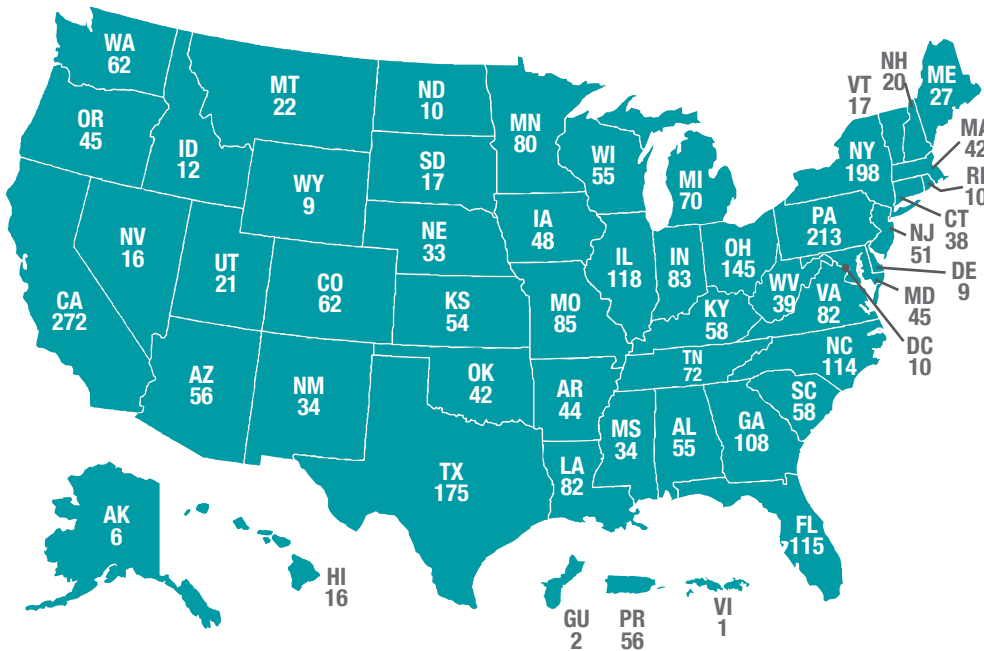 WA
62
OR
45
CA
272
ID
12
NV
16
MT
22
WY
9
UT
21
AZ
56
CO
62
NM
34
ND
10
SD
17
NE
33
KS
54
OK
42
TX
175
MN
80
IA
48
MO
85
AR
44
LA
82
WI
55
IL
118
MI
70
IN
83
OH
145
KY
58
TN
72
MS
34
AL
55
GA
108
FL
115
SC
58
NC
114
VA
82
WV
39
PA
213
NY
198
VT
17
NH
20
ME
27
MA
42
RI
10
CT
38
NJ
51
DE
9
MD
45
DC
10
AK
6
HI
16
GU
2
PR
56
VI
1